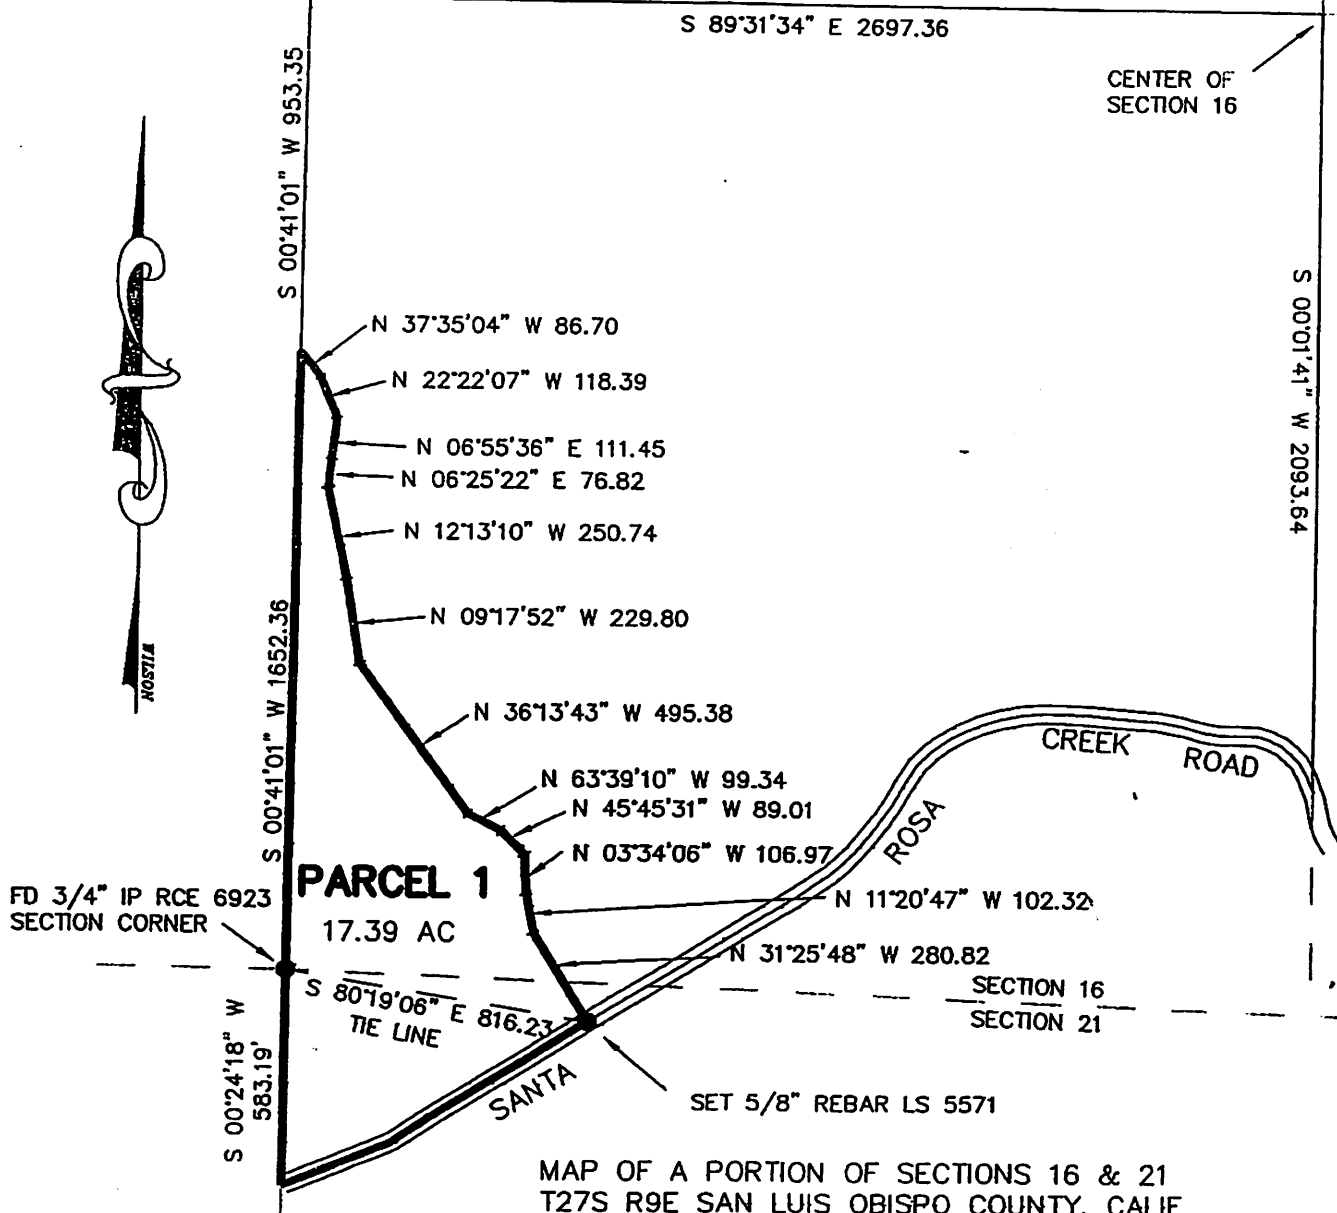 S 89°31'34" E 2697.36
CENTER OF
SECTION 16
S 00°41'01" W 953.35
S 00°01'41" W 2093.64
N 37°35'04" W 86.70
N 22°22'07" W 118.39
N 06°55'36" E 111.45
N 06°25'22" E 76.82
N 12°13'10" W 250.74
N 09°17'52" W 229.80
WILSON
S 00°41'01" W 1652.36
N 36°13'43" W 495.38
CREEK ROAD
N 63°39'10" W 99.34
N 45°45'31" W 89.01
ROSA
N 03°34'06" W 106.97
PARCEL 1
17.39 AC
FD 3/4" IP RCE 6923
SECTION CORNER
N 11°20'47" W 102.32
N 31°25'48" W 280.82
SECTION 16
SECTION 21
S 80°19'06" E 816.23
TIE LINE
S 00°24'18" W
583.19'
SANTA
SET 5/8" REBAR LS 5571
MAP OF A PORTION OF SECTIONS 16 & 21
T27S R9E SAN LUIS OBISPO COUNTY, CALIF